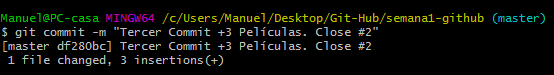 Manuel@PC-casa MINGW64 /c/Users/Manuel/Desktop/Git-Hub/semana1-github (master)
$ git commit -m "Tercer Commit +3 Películas. Close #2"
[master df280bc] Tercer Commit +3 Películas. Close #2
 1 file changed, 3 insertions(+)